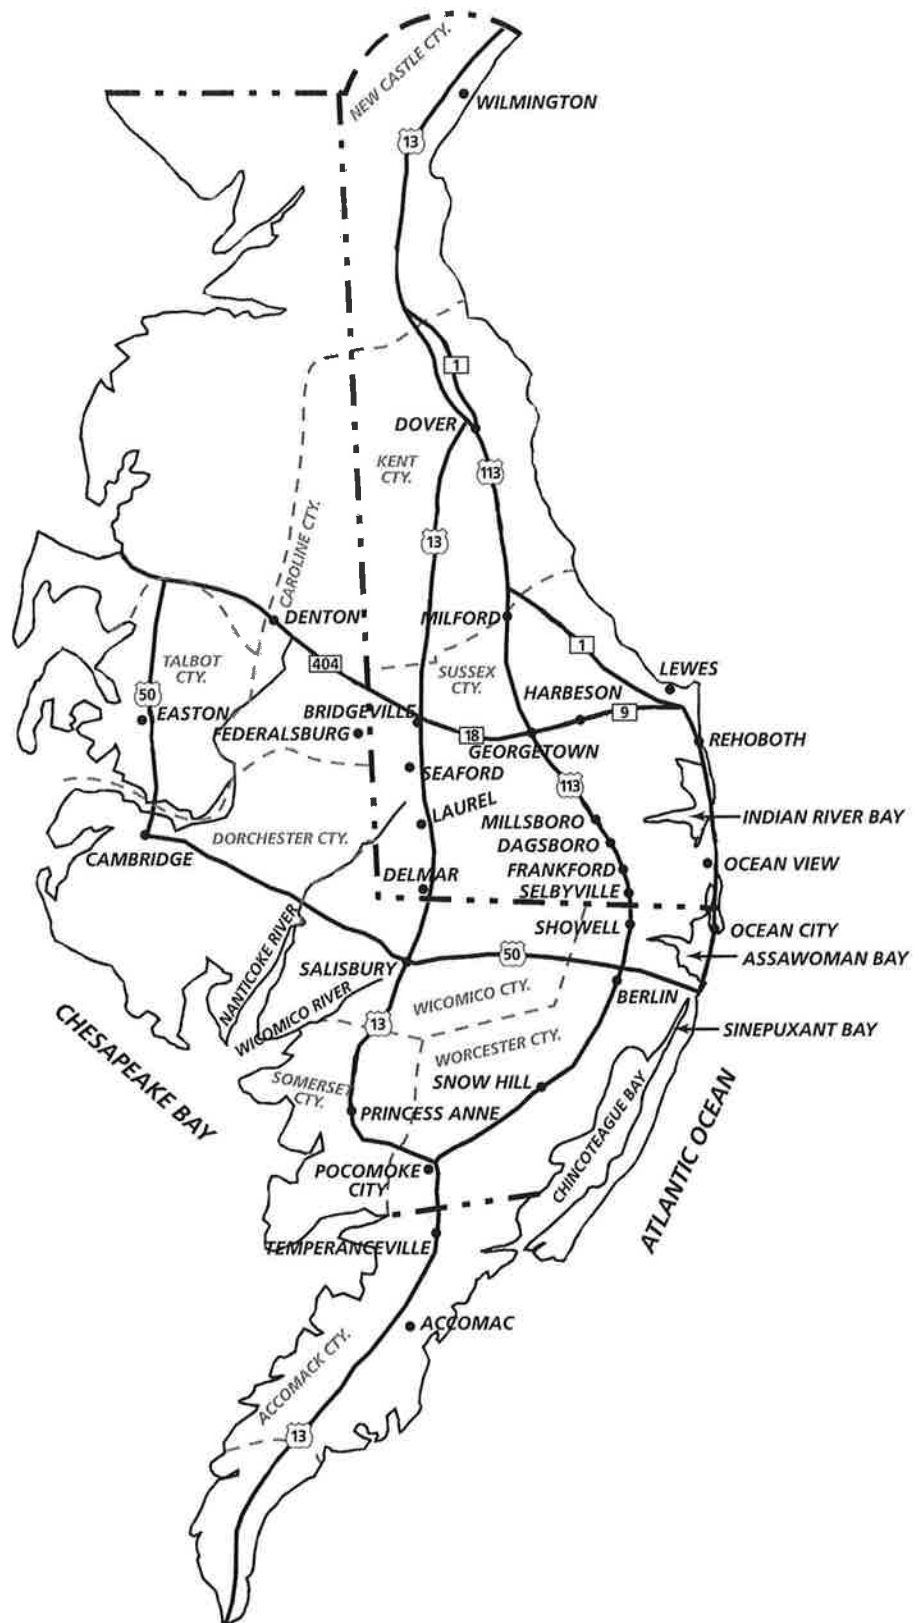 NEW CASTLE CTY.
WILMINGTON
13
1
DOVER
KENT
CTY.
113
13
CAROLINE CTY.
DENTON
MILFORD
1
TALBOT
CTY.
404
SUSSEX
CTY.
LEWES
50
HARBESON
EASTON
BRIDGEVILLE
9
FEDERALSBURG
18
GEORGETOWN
REHOBOTH
SEAFORD
113
LAUREL
MILLSBORO
INDIAN RIVER BAY
DORCHESTER CTY.
DAGSBORO
CAMBRIDGE
FRANKFORD
OCEAN VIEW
DELMAR
SELBYVILLE
SHOWELL
OCEAN CITY
NANTICOKE RIVER
SALISBURY
50
ASSAWOMAN BAY
WICOMICO RIVER
WICOMICO CTY.
BERLIN
CHESAPEAKE BAY
13
SINEPUXANT BAY
WORCESTER CTY.
SOMERSET
CTY.
SNOW HILL
PRINCESS ANNE
CHINCOTEAGUE BAY
ATLANTIC OCEAN
POCOMOKE
CITY
TEMPERANCEVILLE
ACCOMAC
ACCOMACK CTY.
13